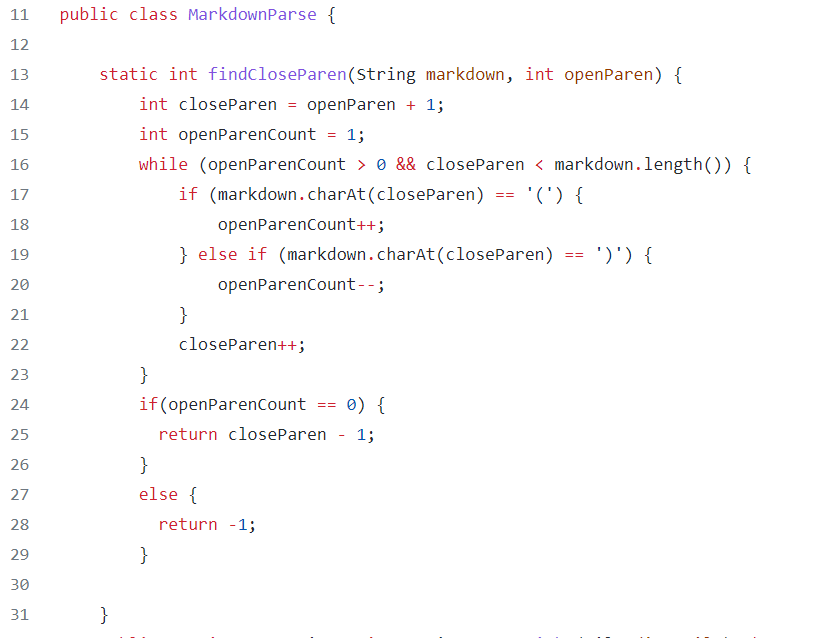 11 public class MarkdownParse {
12
13 static int findCloseParen(String markdown, int openParen) {
14 int closeParen = openParen + 1;
15 int openParenCount = 1;
16 while (openParenCount > 0 && closeParen < markdown.length()) {
17 if (markdown.charAt(closeParen) == '(') {
18 openParenCount++;
19 } else if (markdown.charAt(closeParen) == ')') {
20 openParenCount--;
21 }
22 closeParen++;
23 }
24 if(openParenCount == 0) {
25 return closeParen - 1;
26 }
27 else {
28 return -1;
29 }
30
31 }